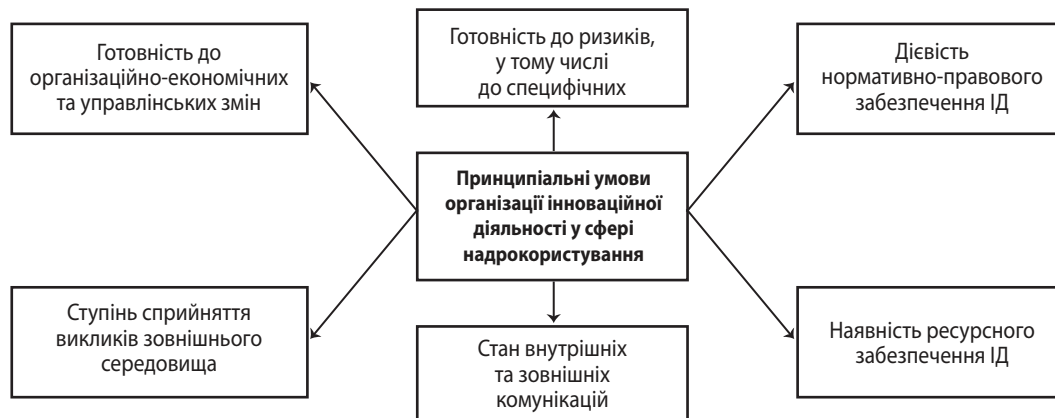 Готовність до
організаційно-економічних
та управлінських змін
Готовність до ризиків,
у тому числі
до специфічних
Дієвість
нормативно-правового
забезпечення ІД
Принципіальні умови
організації інноваційної
діяльності у сфері
надрокористування
Ступінь сприйняття
викликів зовнішнього
середовища
Стан внутрішніх
та зовнішніх
комунікацій
Наявність ресурсного
забезпечення ІД